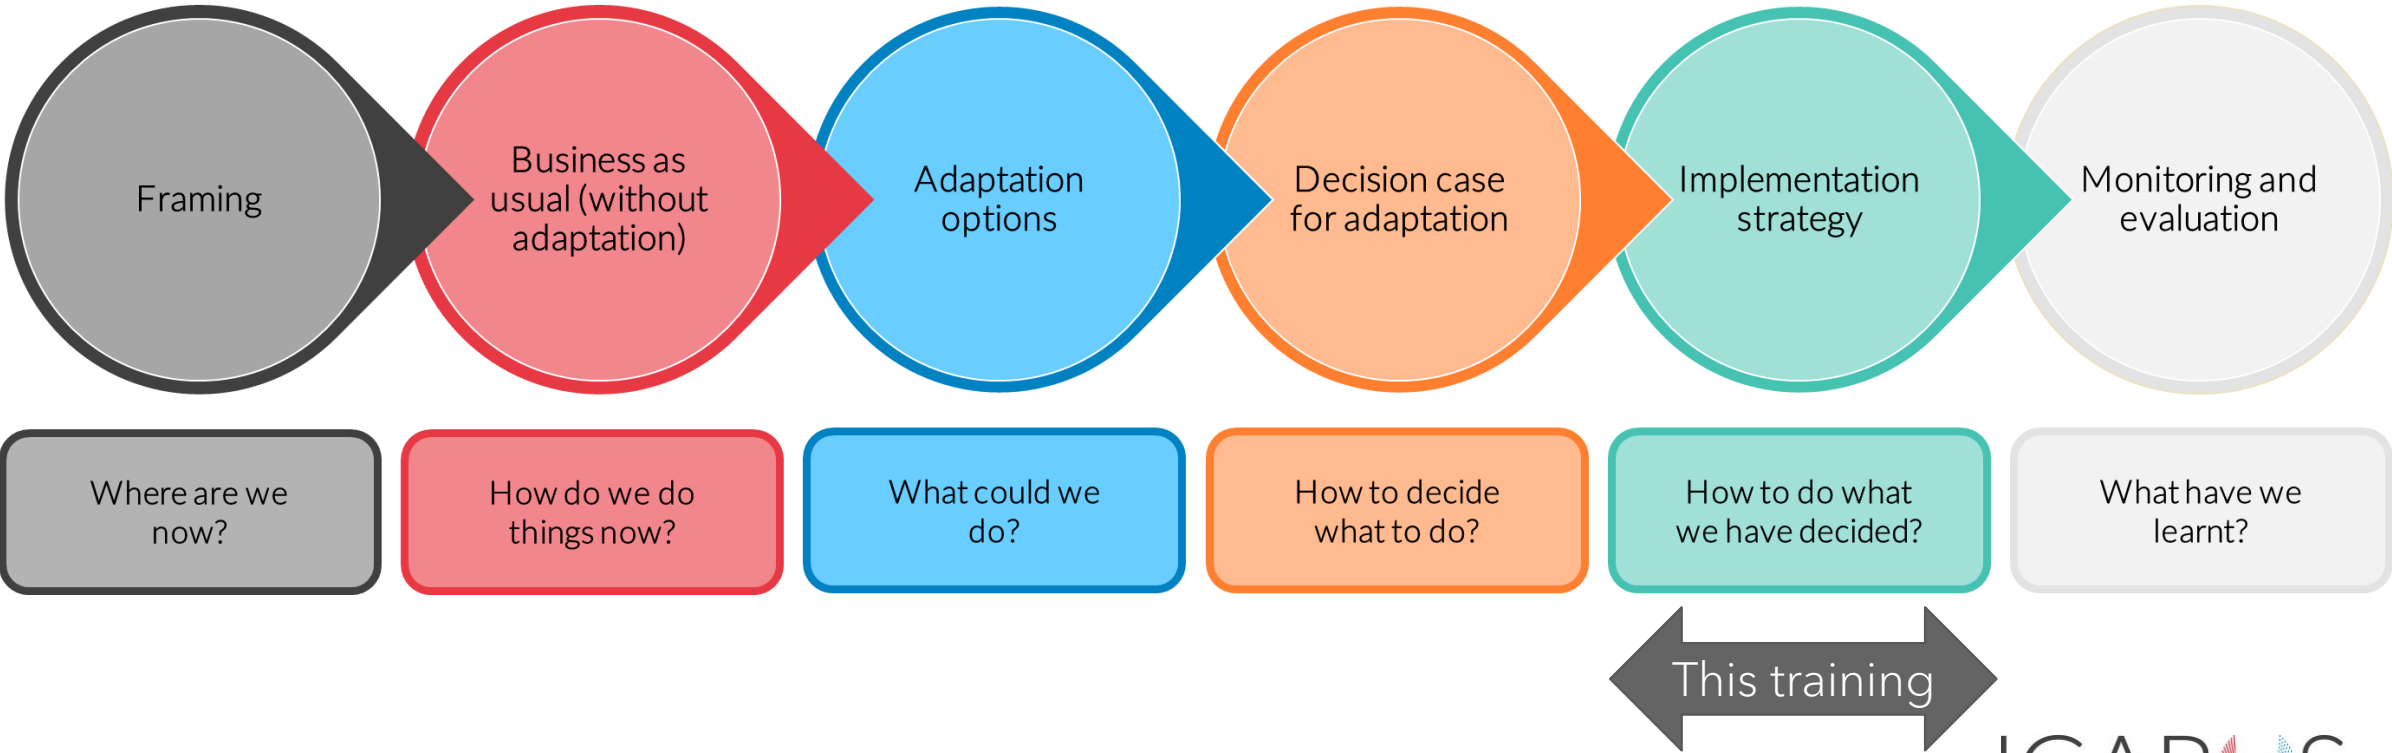 Framing
Business as
usual (without
adaptation)
Adaptation
options
Decision case
for adaptation
Implementation
strategy
Monitoring and
evaluation
Where are we
now?
How do we do
things now?
What could we
do?
How to decide
what to do?
How to do what
we have decided?
What have we
learnt?
This training